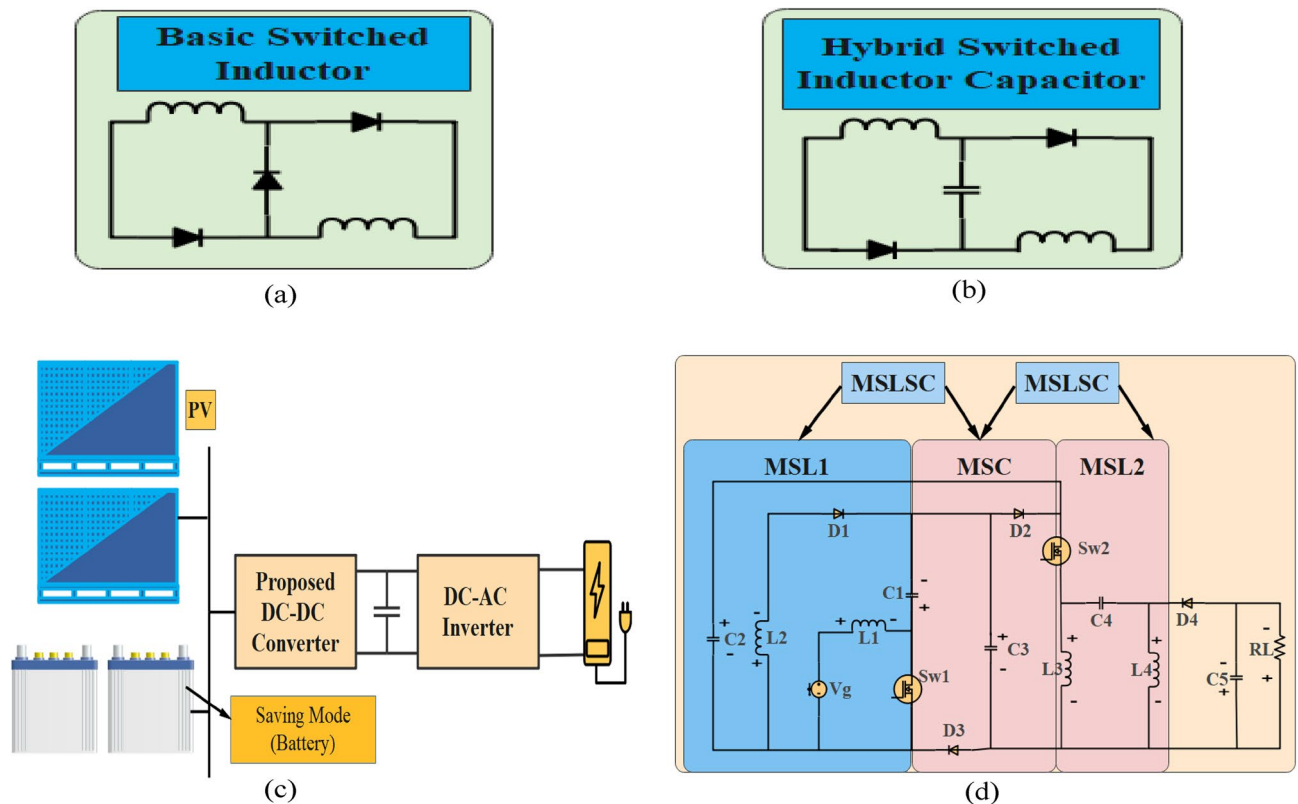 Basic Switched
Inductor
(a)
Hybrid Switched
Inductor Capacitor
(b)
PV
Proposed
DC-DC
Converter
DC-AC
Inverter
Saving Mode
(Battery)
(c)
MSLSC
MSLSC
MSL1
MSC
MSL2
D1
D2
Sw2
-
C1
+
-
C4
D4
+
C2
-
-
L2
+
+
L1
-
+
C3
-
+
L3
-
+
L4
-
-
C5
+
-
RL
+
Vg
Sw1
D3
(d)